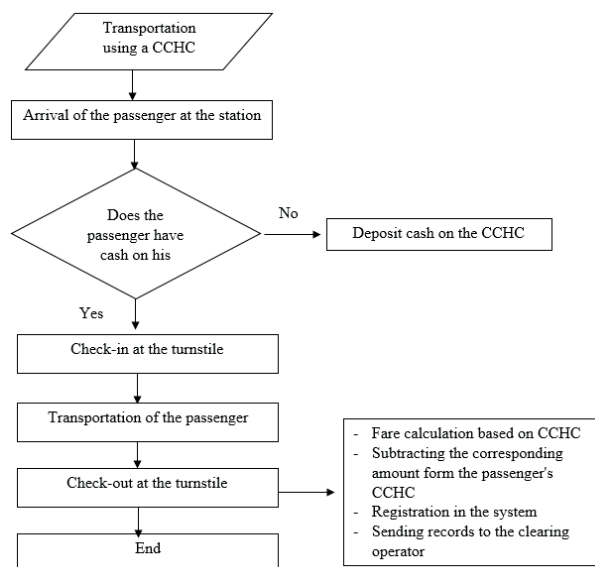 Transportation
using a CCHC
Arrival of the passenger at the station
Does the
passenger have
cash on his
No
Deposit cash on the CCHC
Yes
Check-in at the turnstile
Transportation of the passenger
Check-out at the turnstile
- Fare calculation based on CCHC
- Subtracting the corresponding
amount form the passenger's
CCHC
- Registration in the system
- Sending records to the clearing
operator
End